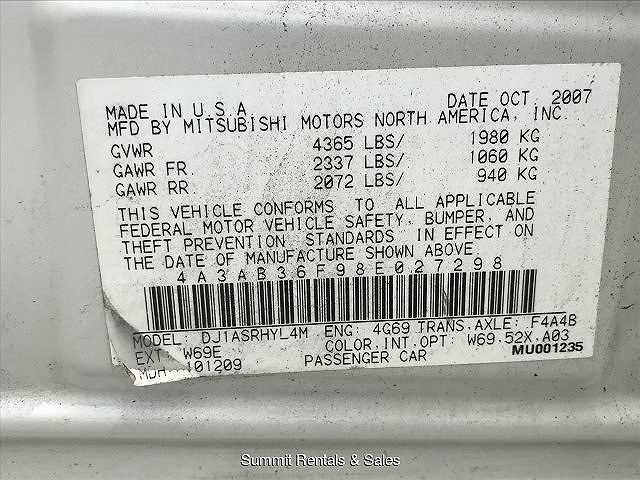 MADE IN U.S.A. DATE OCT. 2007
MFD BY MITSUBISHI MOTORS NORTH AMERICA, INC.
GVWR 4365 LBS/ 1980 KG
GAWR FR 2337 LBS/ 1060 KG
GAWR RR 2072 LBS/ 940 KG
THIS VEHICLE CONFORMS TO ALL APPLICABLE
FEDERAL MOTOR VEHICLE SAFETY, BUMPER, AND
THEFT PREVENTION STANDARDS IN EFFECT ON
THE DATE OF MANUFACTURE SHOWN ABOVE.
4A3AB36F98E027298
MODEL: DJ1ASRHYL4M ENG: 4G69 TRANS.AXLE: F4A4B
EXT: W69E COLOR.INT.OPT: W69.52X.A03
MDH 101209 PASSENGER CAR MU001235
Summit Rentals & Sales